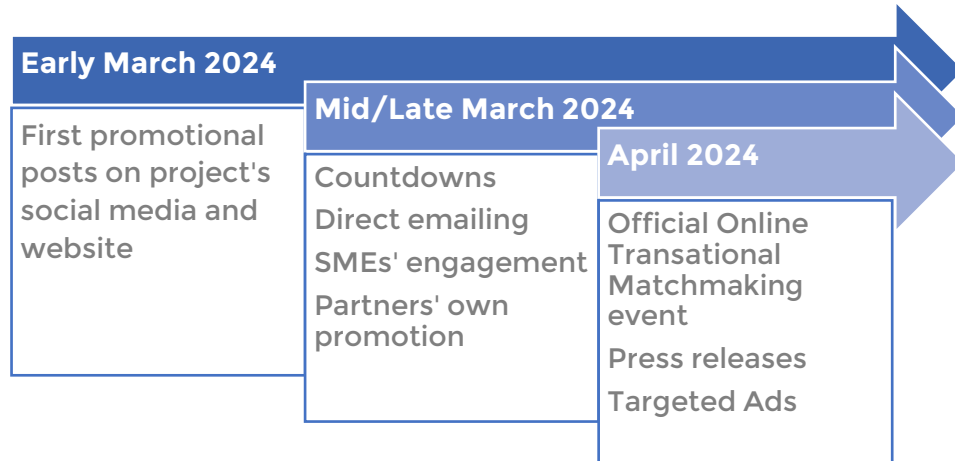 Early March 2024
First promotional
posts on project's
social media and
website
Mid/Late March 2024
Countdowns
Direct emailing
SMEs' engagement
Partners' own
promotion
April 2024
Official Online
Transational
Matchmaking
event
Press releases
Targeted Ads